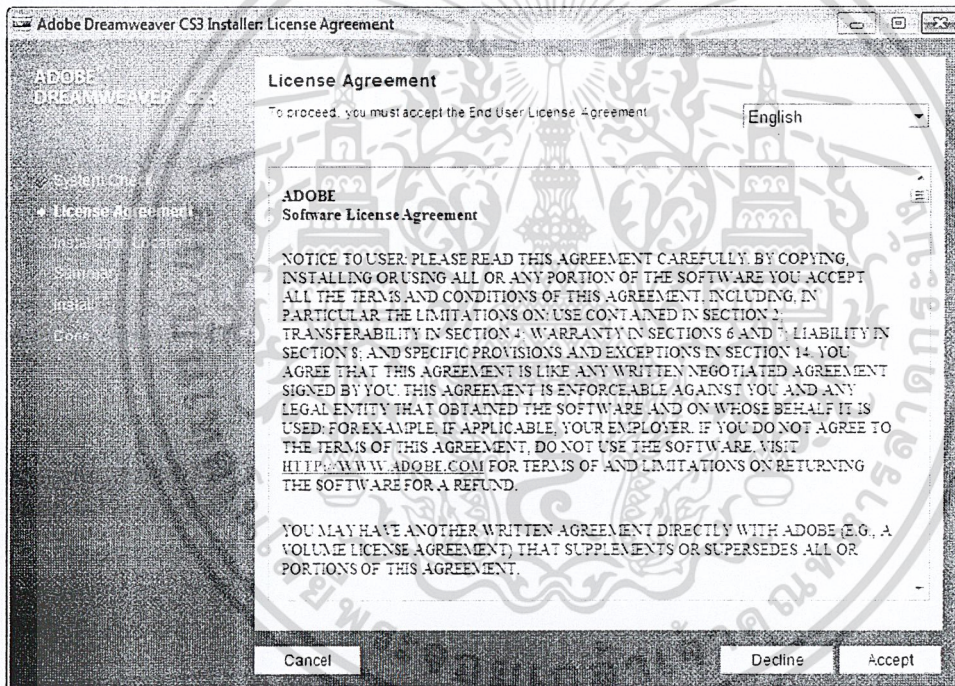 Adobe Dreamweaver CS3 Installer: License Agreement
ADOBE
DREAMWEAVER CS3
System Check
License Agreement
Installation Location
Summary
Install
License Agreement
To proceed, you must accept the End User License Agreement
English
ADOBE
Software License Agreement
NOTICE TO USER: PLEASE READ THIS AGREEMENT CAREFULLY. BY COPYING,
INSTALLING OR USING ALL OR ANY PORTION OF THE SOFTWARE YOU ACCEPT
ALL THE TERMS AND CONDITIONS OF THIS AGREEMENT, INCLUDING, IN
PARTICULAR THE LIMITATIONS ON: USE CONTAINED IN SECTION 2;
TRANSFERABILITY IN SECTION 4; WARRANTY IN SECTIONS 6 AND 7; LIABILITY IN
SECTION 8; AND SPECIFIC PROVISIONS AND EXCEPTIONS IN SECTION 14. YOU
AGREE THAT THIS AGREEMENT IS LIKE ANY WRITTEN NEGOTIATED AGREEMENT
SIGNED BY YOU. THIS AGREEMENT IS ENFORCEABLE AGAINST YOU AND ANY
LEGAL ENTITY THAT OBTAINED THE SOFTWARE AND ON WHOSE BEHALF IT IS
USED: FOR EXAMPLE, IF APPLICABLE, YOUR EMPLOYER. IF YOU DO NOT AGREE TO
THE TERMS OF THIS AGREEMENT, DO NOT USE THE SOFTWARE. VISIT
HTTP://WWW.ADOBE.COM FOR TERMS OF AND LIMITATIONS ON RETURNING
THE SOFTWARE FOR A REFUND.
YOU MAY HAVE ANOTHER WRITTEN AGREEMENT DIRECTLY WITH ADOBE (E.G., A
VOLUME LICENSE AGREEMENT) THAT SUPPLEMENTS OR SUPERSEDES ALL OR
PORTIONS OF THIS AGREEMENT.
Cancel
Decline
Accept